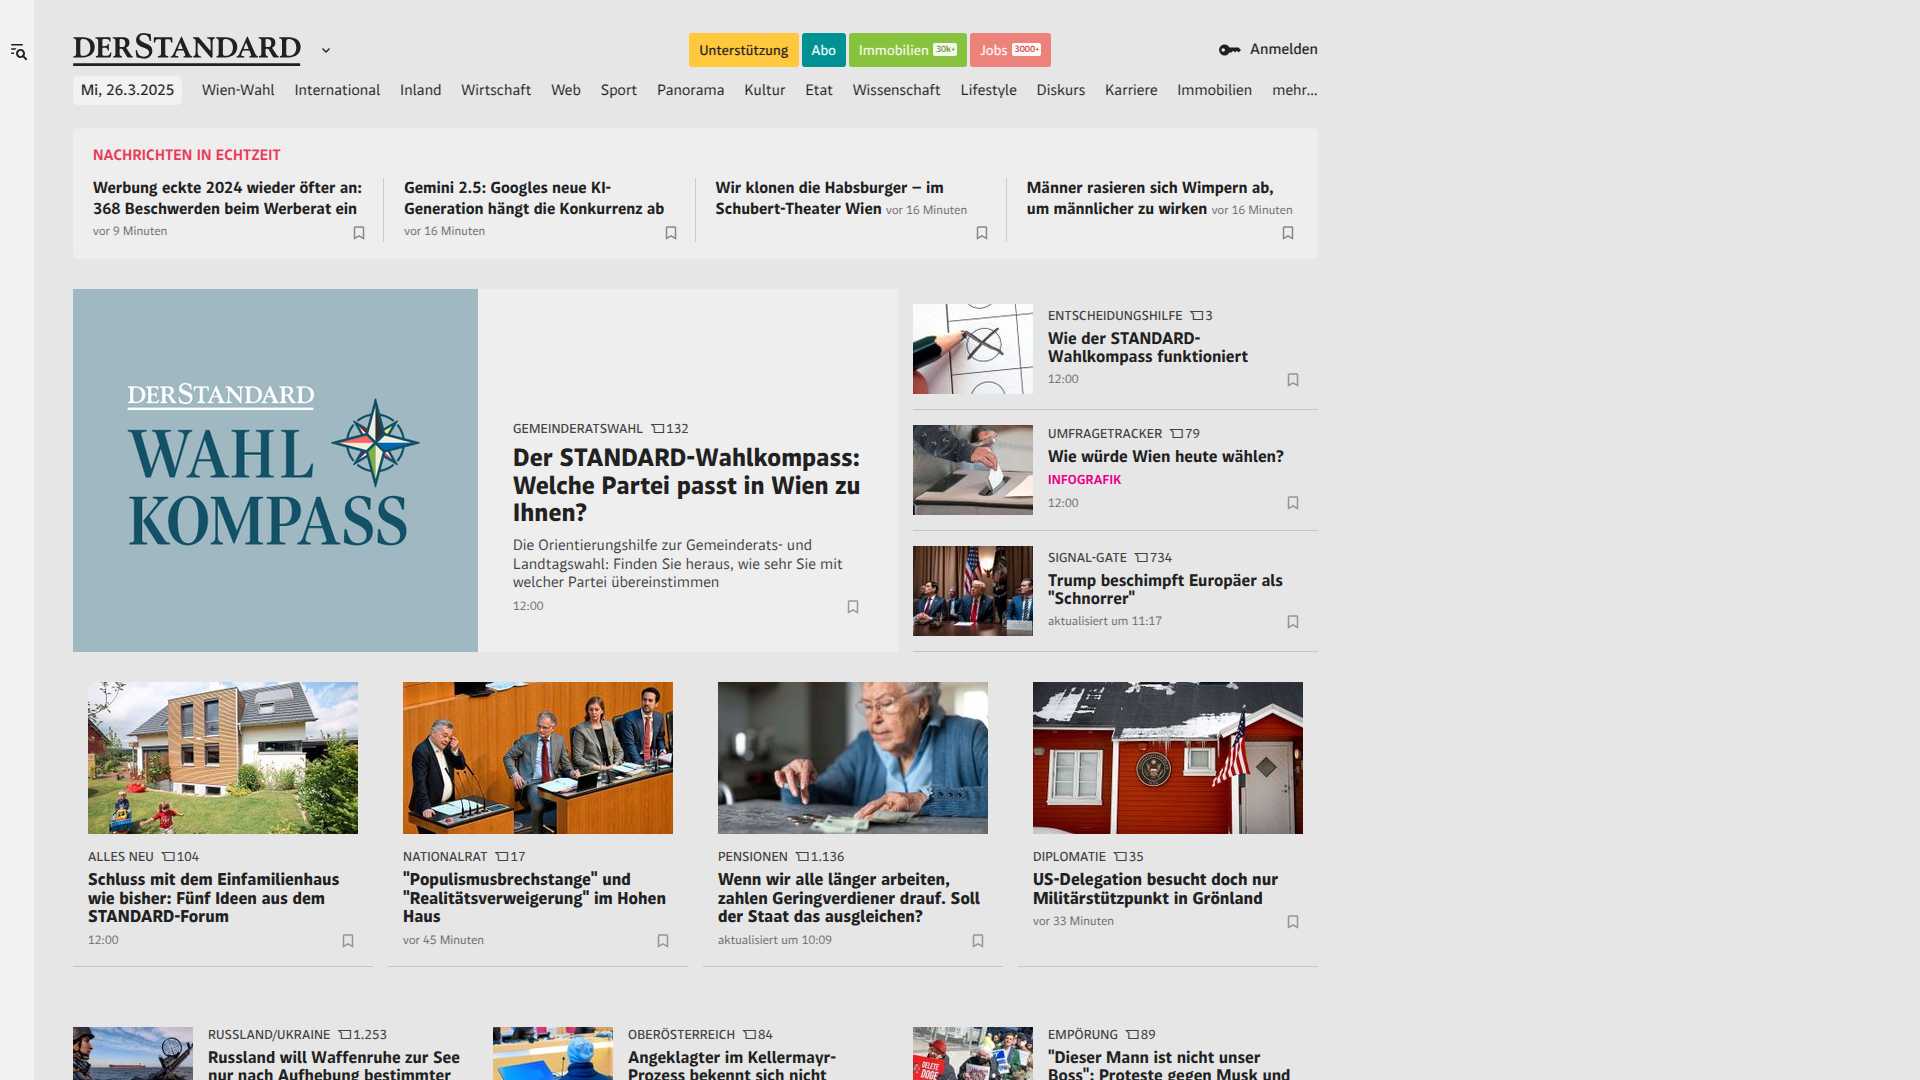 DERSTANDARD
Unterstützung
Abo
Immobilien 30k+
Jobs 3000+
Anmelden
Mi, 26.3.2025
Wien-Wahl
International
Inland
Wirtschaft
Web
Sport
Panorama
Kultur
Etat
Wissenschaft
Lifestyle
Diskurs
Karriere
Immobilien
mehr...
NACHRICHTEN IN ECHTZEIT
Werbung eckte 2024 wieder öfter an:
368 Beschwerden beim Werberat ein
vor 9 Minuten
Gemini 2.5: Googles neue KI-
Generation hängt die Konkurrenz ab
vor 16 Minuten
Wir klonen die Habsburger – im
Schubert-Theater Wien vor 16 Minuten
Männer rasieren sich Wimpern ab,
um männlicher zu wirken vor 16 Minuten
DERSTANDARD
WAHL
KOMPASS
GEMEINDERATSWAHL 132
Der STANDARD-Wahlkompass:
Welche Partei passt in Wien zu
Ihnen?
Die Orientierungshilfe zur Gemeinderats- und
Landtagswahl: Finden Sie heraus, wie sehr Sie mit
welcher Partei übereinstimmen
12:00
ENTSCHEIDUNGSHILFE 3
Wie der STANDARD-
Wahlkompass funktioniert
12:00
UMFRAGETRACKER 79
Wie würde Wien heute wählen?
INFOGRAFIK
12:00
SIGNAL-GATE 734
Trump beschimpft Europäer als
"Schnorrer"
aktualisiert um 11:17
ALLES NEU 104
Schluss mit dem Einfamilienhaus
wie bisher: Fünf Ideen aus dem
STANDARD-Forum
12:00
NATIONALRAT 17
"Populismusbrechstange" und
"Realitätsverweigerung" im Hohen
Haus
vor 45 Minuten
PENSIONEN 1.136
Wenn wir alle länger arbeiten,
zahlen Geringverdiener drauf. Soll
der Staat das ausgleichen?
aktualisiert um 10:09
DIPLOMATIE 35
US-Delegation besucht doch nur
Militärstützpunkt in Grönland
vor 33 Minuten
RUSSLAND/UKRAINE 1.253
Russland will Waffenruhe zur See
nur nach Aufhebung bestimmter
OBERÖSTERREICH 84
Angeklagter im Kellermayr-
Prozess bekennt sich nicht
DELETE
DOGE
EMPÖRUNG 89
"Dieser Mann ist nicht unser
Boss": Proteste gegen Musk und